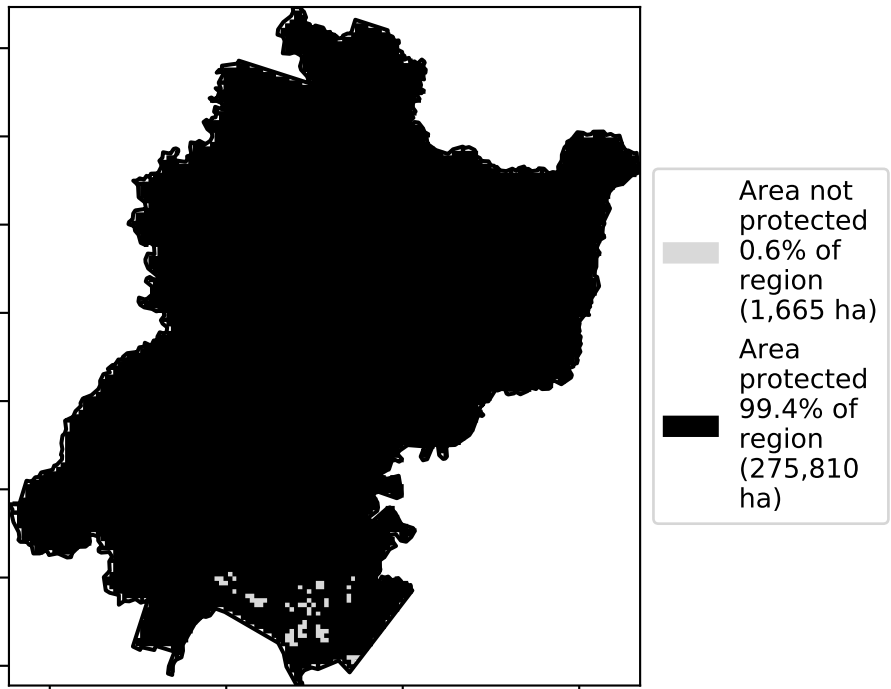 Area not
protected
0.6% of
region
(1,665 ha)
Area
protected
99.4% of
region
(275,810
ha)